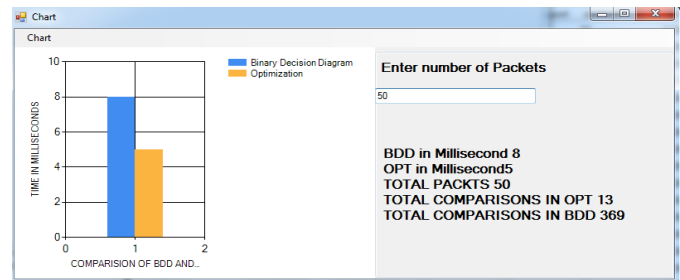 Chart
Chart
10
8
6
4
2
0
0
1
2
TIME IN MILLISECONDS
COMPARISION OF BDD AND...
Binary Decision Diagram
Optimization
Enter number of Packets
50
BDD in Millisecond 8
OPT in Millisecond5
TOTAL PACKTS 50
TOTAL COMPARISONS IN OPT 13
TOTAL COMPARISONS IN BDD 369